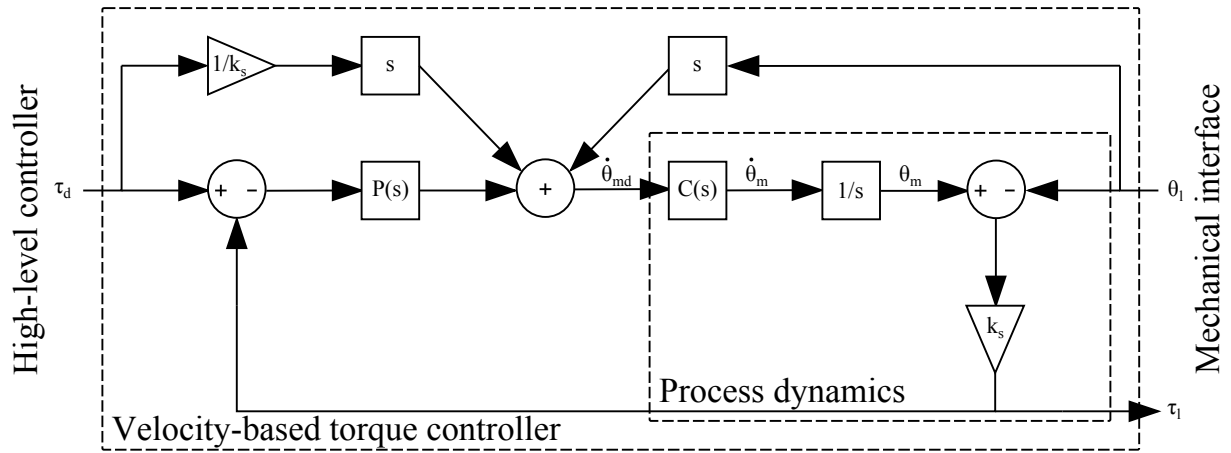 High-level controller
1/kₛ
s
s
τd
+ -
P(s)
+
θ̇md
C(s)
θ̇m
1/s
θm
+ -
θl
kₛ
Process dynamics
τl
Velocity-based torque controller
Mechanical interface